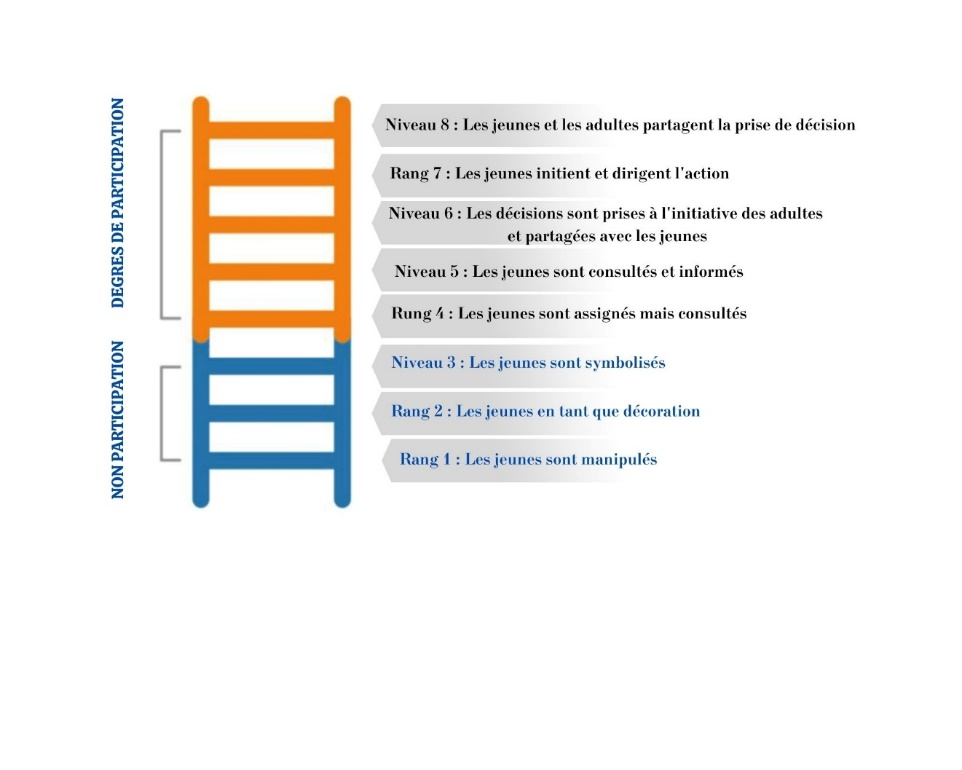 DEGRES DE PARTICIPATION
Niveau 8 : Les jeunes et les adultes partagent la prise de décision
Rang 7 : Les jeunes initient et dirigent l'action
Niveau 6 : Les décisions sont prises à l'initiative des adultes
et partagées avec les jeunes
Niveau 5 : Les jeunes sont consultés et informés
Rung 4 : Les jeunes sont assignés mais consultés
NON PARTICIPATION
Niveau 3 : Les jeunes sont symbolisés
Rang 2 : Les jeunes en tant que décoration
Rang 1 : Les jeunes sont manipulés